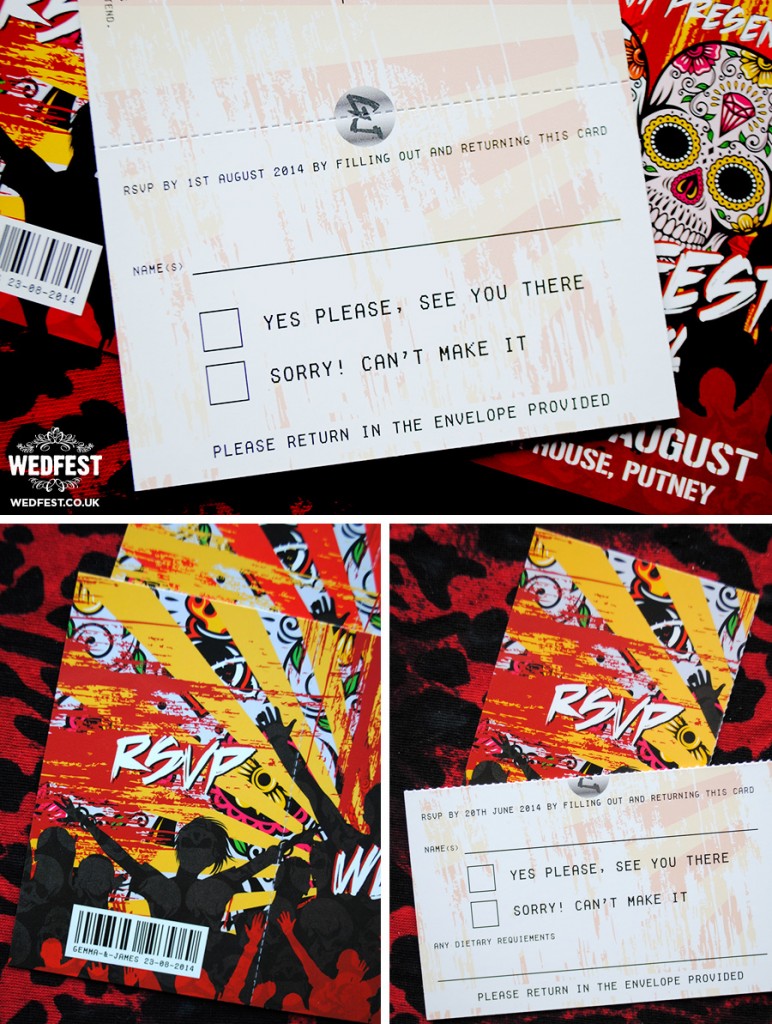 TEND.
PRESEN
RSVP BY 1ST AUGUST 2014 BY FILLING OUT AND RETURNING THIS CARD
NAME(S)
23-08-2014
YES PLEASE, SEE YOU THERE
SORRY! CAN'T MAKE IT
PLEASE RETURN IN THE ENVELOPE PROVIDED
FEST
AUGUST
HOUSE, PUTNEY
WEDFEST
WEDFEST.CO.UK
RSVP
W
GEMMA-&-JAMES 23-08-2014
RSVP
RSVP BY 20TH JUNE 2014 BY FILLING OUT AND RETURNING THIS CARD
NAME(S)
YES PLEASE, SEE YOU THERE
SORRY! CAN'T MAKE IT
ANY DIETARY REQUIEMENTS
PLEASE RETURN IN THE ENVELOPE PROVIDED